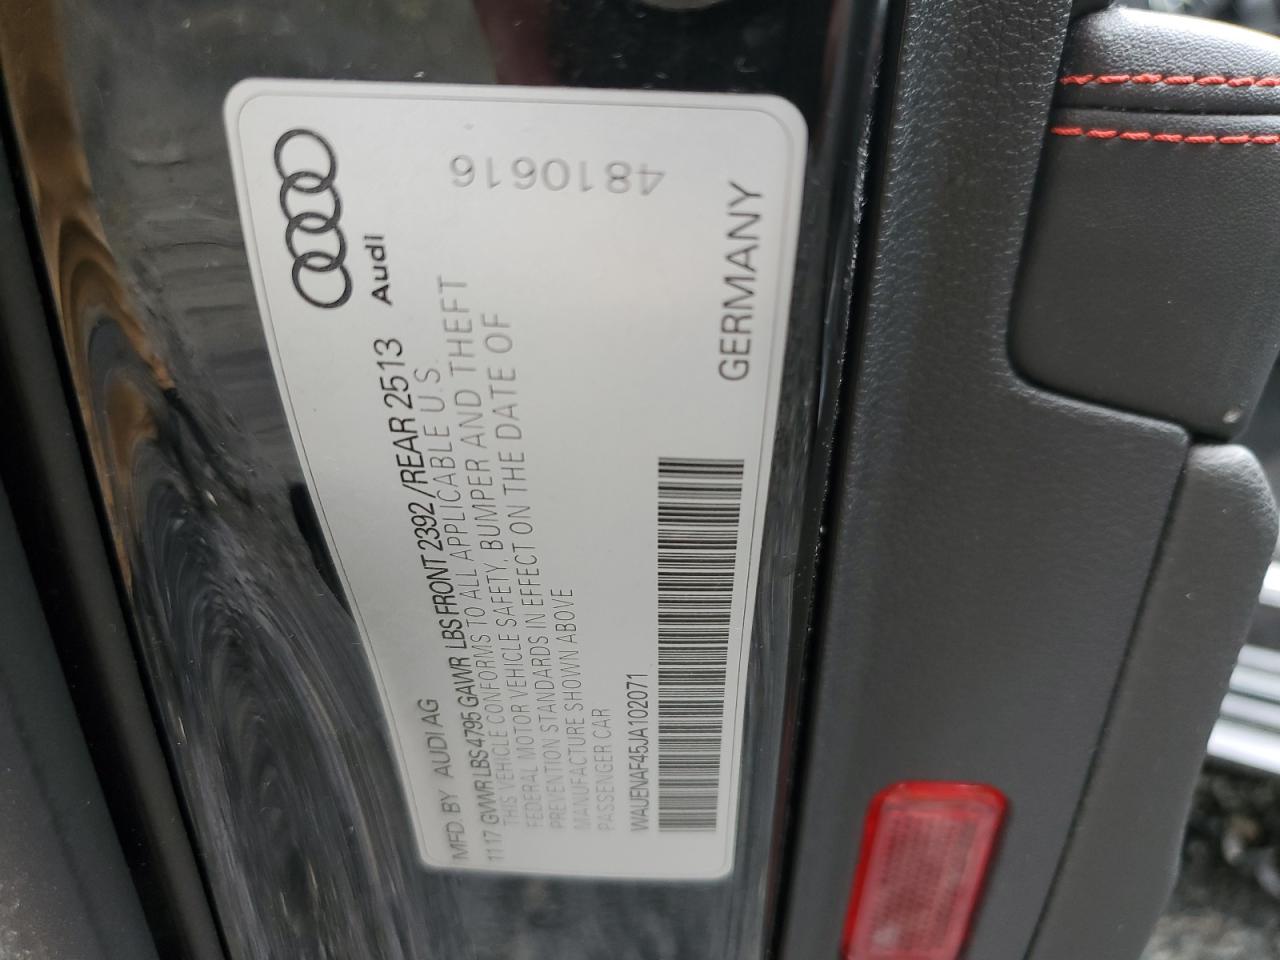 Audi
MFD. BY AUDI AG
11 17 GVWR LBS 4795 GAWR LBS FRONT 2392/REAR 2513
THIS VEHICLE CONFORMS TO ALL APPLICABLE U.S.
FEDERAL MOTOR VEHICLE SAFETY, BUMPER AND THEFT
PREVENTION STANDARDS IN EFFECT ON THE DATE OF
MANUFACTURE SHOWN ABOVE
PASSENGER CAR
WAUENAF45JA102071
GERMANY
4810616